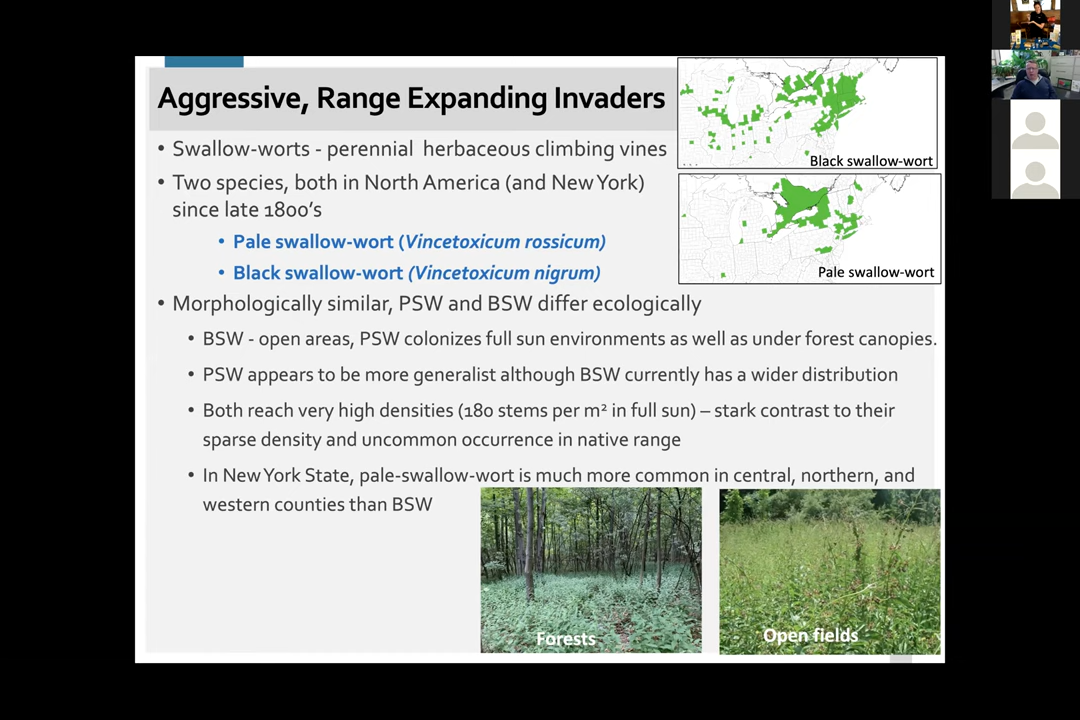 Aggressive, Range Expanding Invaders
• Swallow-worts - perennial herbaceous climbing vines
• Two species, both in North America (and New York)
since late 1800's
• Pale swallow-wort (Vincetoxicum rossicum)
• Black swallow-wort (Vincetoxicum nigrum)
• Morphologically similar, PSW and BSW differ ecologically
• BSW - open areas, PSW colonizes full sun environments as well as under forest canopies.
• PSW appears to be more generalist although BSW currently has a wider distribution
• Both reach very high densities (180 stems per m² in full sun) – stark contrast to their
sparse density and uncommon occurrence in native range
• In New York State, pale-swallow-wort is much more common in central, northern, and
western counties than BSW
Black swallow-wort
Pale swallow-wort
Forests
Open fields